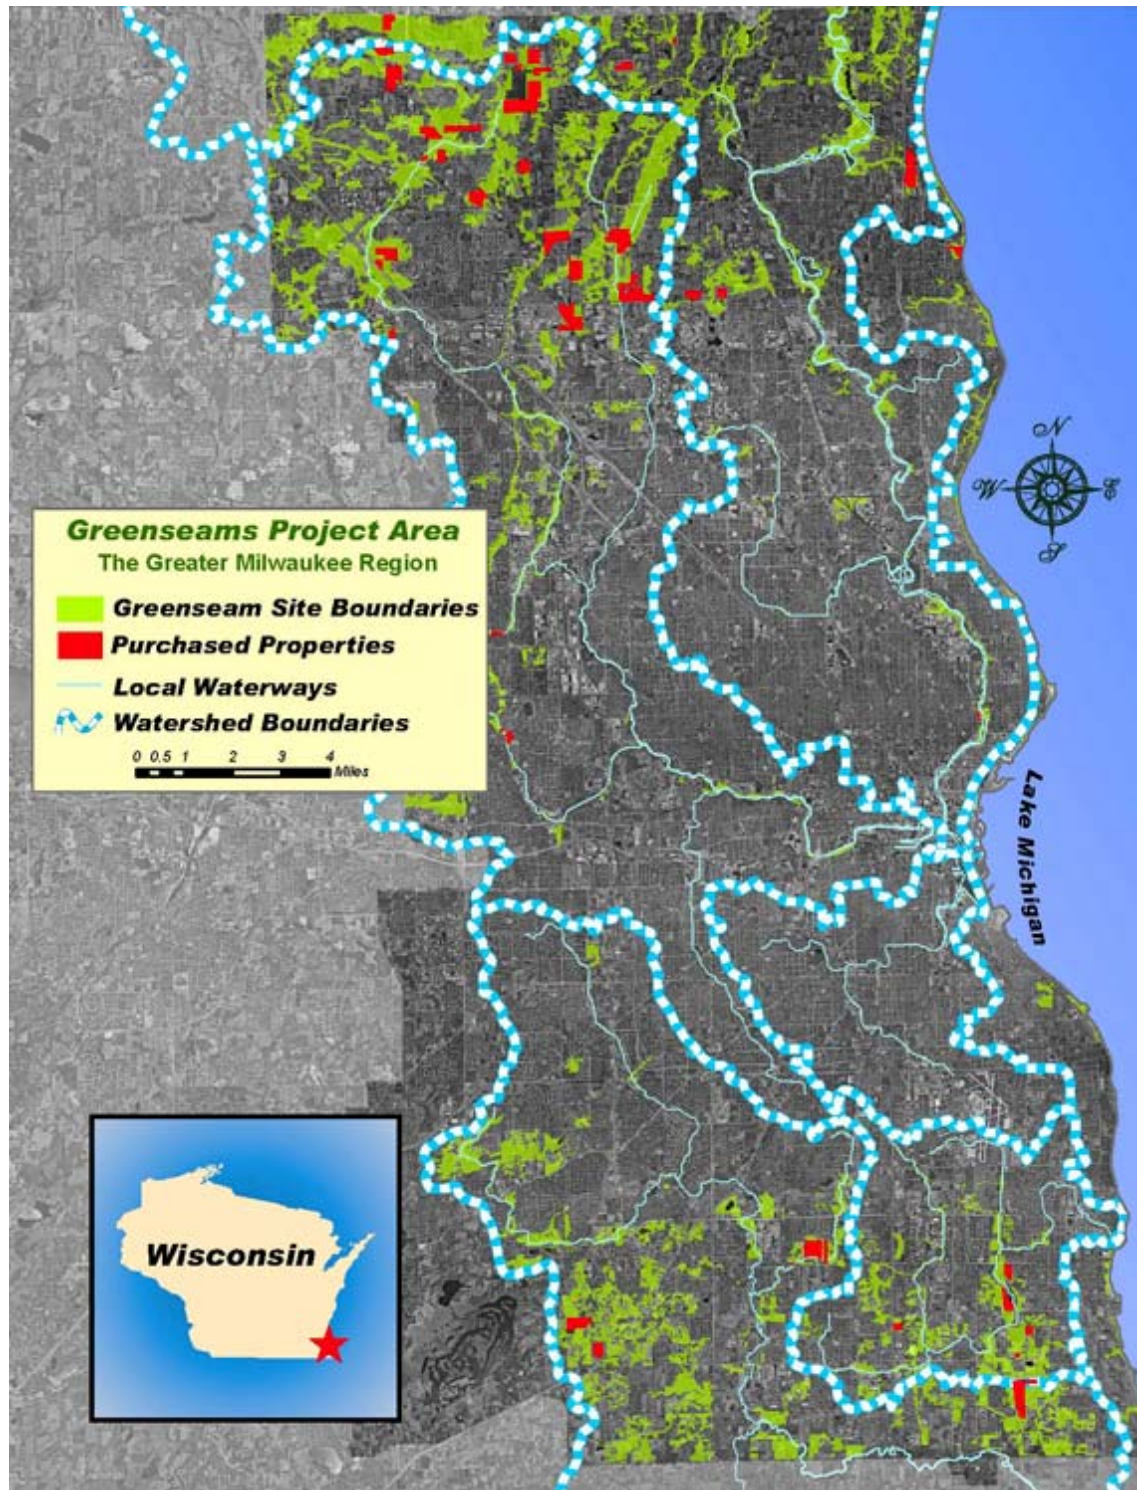 N
W
E
S
Greenseams Project Area
The Greater Milwaukee Region
Greenseam Site Boundaries
Purchased Properties
Local Waterways
Watershed Boundaries
0 0.5 1 2 3 4
Miles
Lake Michigan
Wisconsin